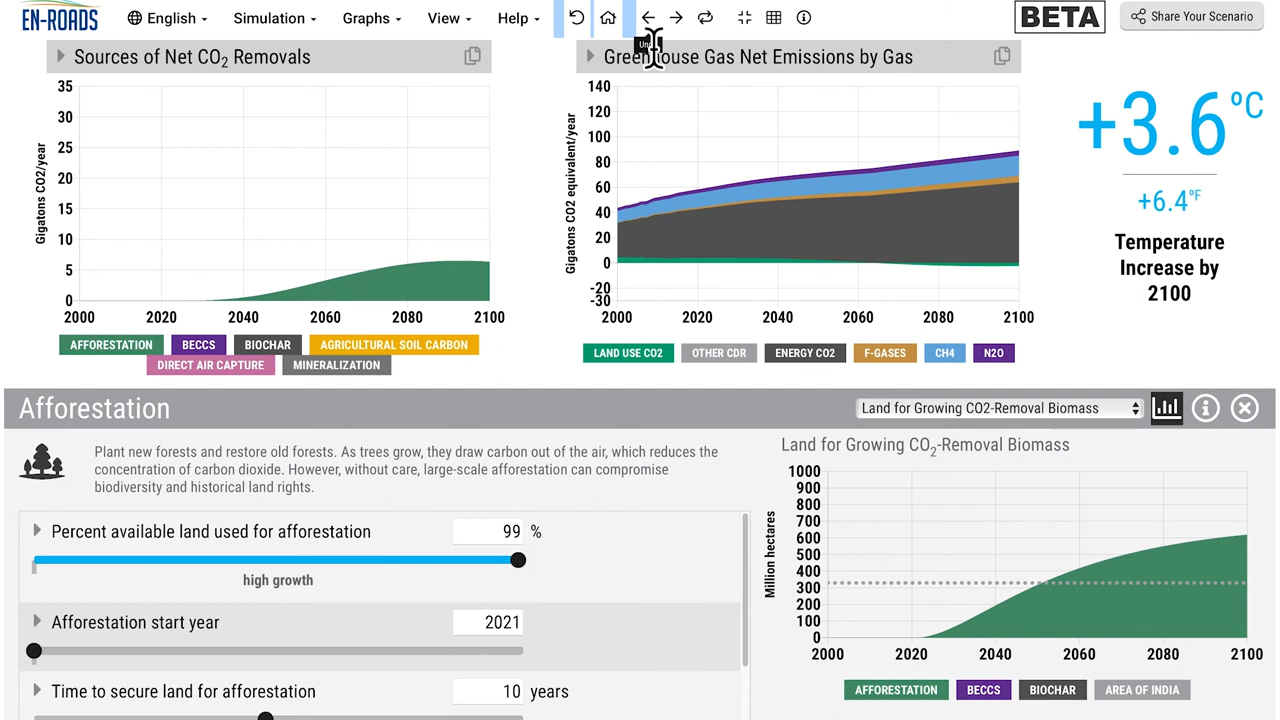 EN-ROADS
English
Simulation
Graphs
View
Help
BETA
Share Your Scenario
Sources of Net CO2 Removals
Gigatons CO2/year
35
30
25
20
15
10
5
0
2000 2020 2040 2060 2080 2100
AFFORESTATION BECCS BIOCHAR AGRICULTURAL SOIL CARBON
DIRECT AIR CAPTURE MINERALIZATION
Greenhouse Gas Net Emissions by Gas
Gigatons CO2 equivalent/year
140
120
100
80
60
40
20
0
-20
-30
2000 2020 2040 2060 2080 2100
LAND USE CO2 OTHER CDR ENERGY CO2 F-GASES CH4 N2O
+3.6°C
+6.4°F
Temperature
Increase by
2100
Afforestation
Land for Growing CO2-Removal Biomass
Plant new forests and restore old forests. As trees grow, they draw carbon out of the air, which reduces the
concentration of carbon dioxide. However, without care, large-scale afforestation can compromise
biodiversity and historical land rights.
Percent available land used for afforestation 99 %
high growth
Afforestation start year 2021
Time to secure land for afforestation 10 years
Land for Growing CO2-Removal Biomass
Million hectares
1000
900
800
700
600
500
400
300
200
100
0
2000 2020 2040 2060 2080 2100
AFFORESTATION BECCS BIOCHAR AREA OF INDIA